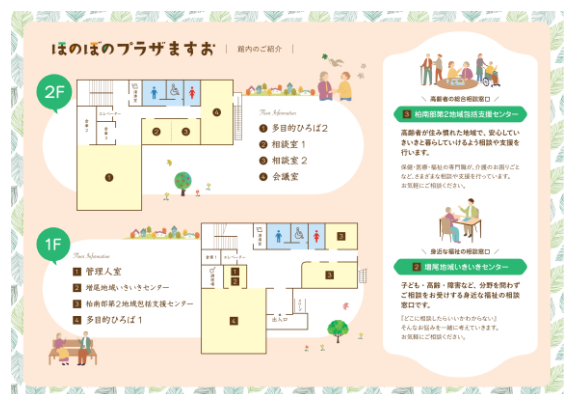 ほのぼのプラザますお
館内のご紹介
2F
エレベーター
1
2
3
4
Floor Information
1 多目的ひろば2
2 相談室1
3 相談室2
4 会議室
1F
Floor Information
1 管理人室
2 増尾地域いきいきセンター
3 柏南部第2地域包括支援センター
4 多目的ひろば1
エレベーター
1
2
3
3
4
出入口
高齢者の総合相談窓口
3 柏南部第2地域包括支援センター
高齢者が住み慣れた地域で、安心して
いきいきと暮らしていけるよう相談や支援を
行います。
保健・医療・福祉の専門職が、介護のお困りごと
など、さまざまな相談や支援を行っています。
お気軽にご相談ください。
身近な福祉の相談窓口
2 増尾地域いきいきセンター
子ども・高齢・障害など、分野を問わず
ご相談をお受けする身近な福祉の相談
窓口です。
『どこに相談したらいいかわからない』
そんなお悩みを一緒に考えていきます。
お気軽にご相談ください。